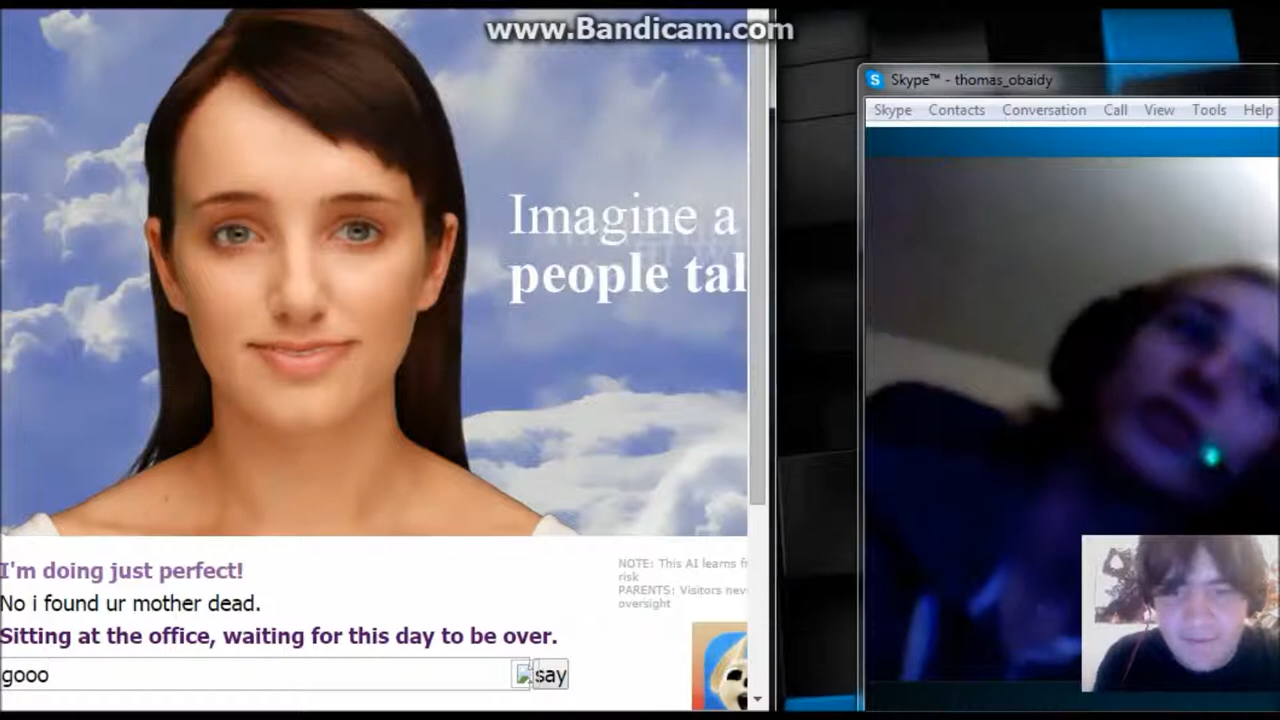 www.Bandicam.com
Skype™ - thomas_obaidy
Skype Contacts Conversation Call View Tools Help
Imagine a
people tal
I'm doing just perfect!
No i found ur mother dead.
Sitting at the office, waiting for this day to be over.
gooo
say
NOTE: This AI learns f
risk
PARENTS: Visitors nev
oversight